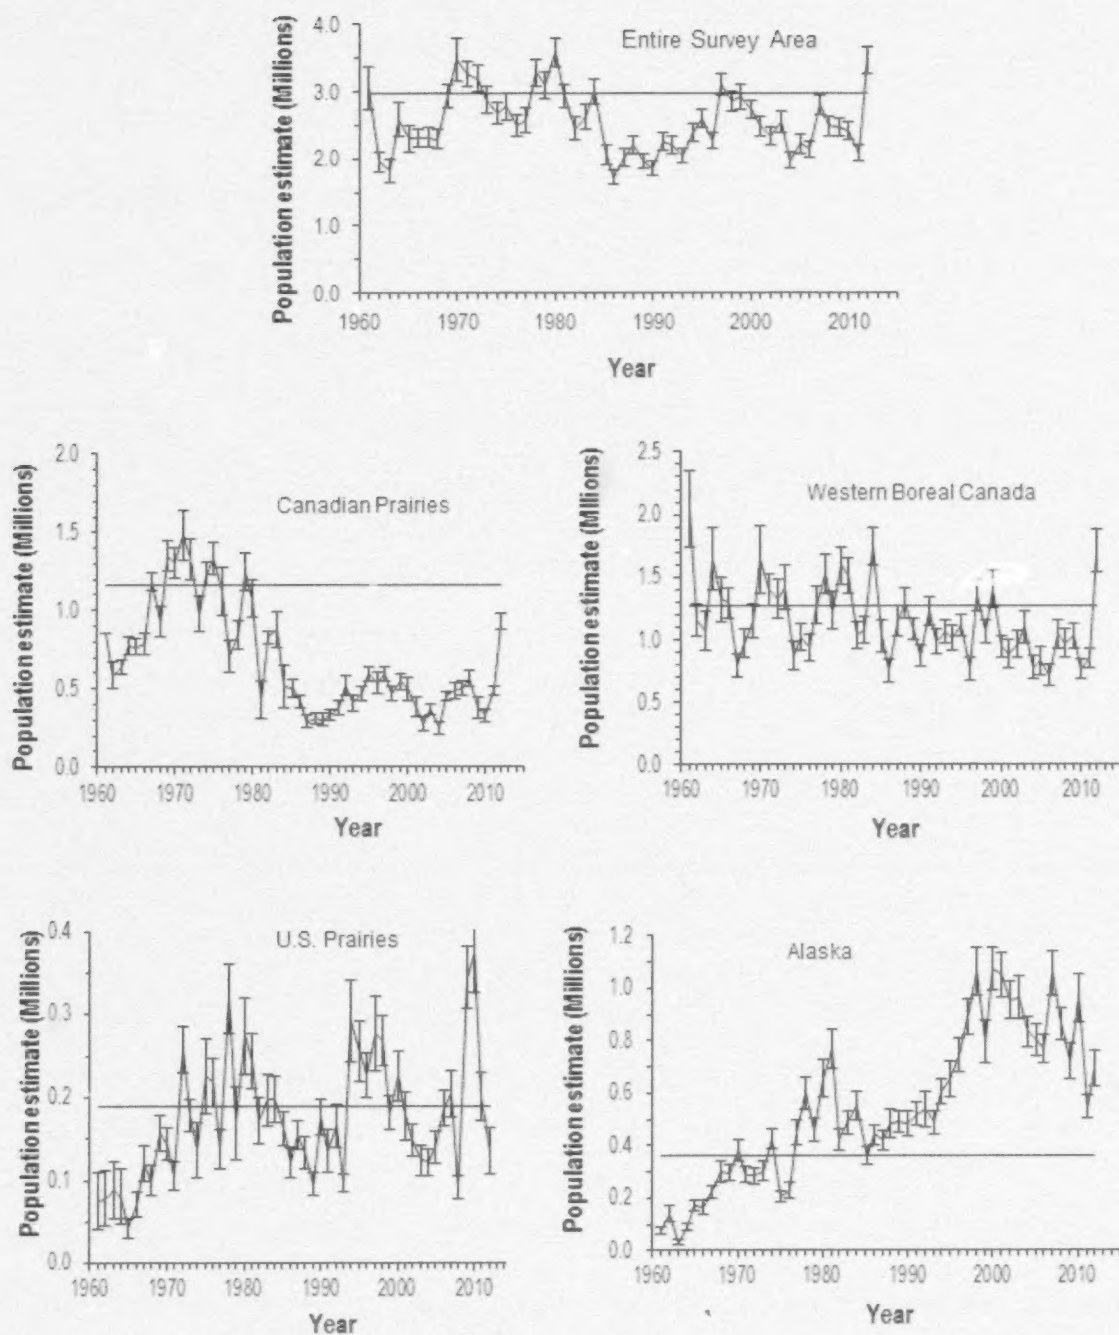 Entire Survey Area
Population estimate (Millions)
4.0
3.0
2.0
1.0
0.0
1960 1970 1980 1990 2000 2010
Year
Canadian Prairies
Population estimate (Millions)
2.0
1.5
1.0
0.5
0.0
1960 1970 1980 1990 2000 2010
Year
Western Boreal Canada
Population estimate (Millions)
2.5
2.0
1.5
1.0
0.5
0.0
1960 1970 1980 1990 2000 2010
Year
U.S. Prairies
Population estimate (Millions)
0.4
0.3
0.2
0.1
0.0
1960 1970 1980 1990 2000 2010
Year
Alaska
Population estimate (Millions)
1.2
1.0
0.8
0.6
0.4
0.2
0.0
1960 1970 1980 1990 2000 2010
Year